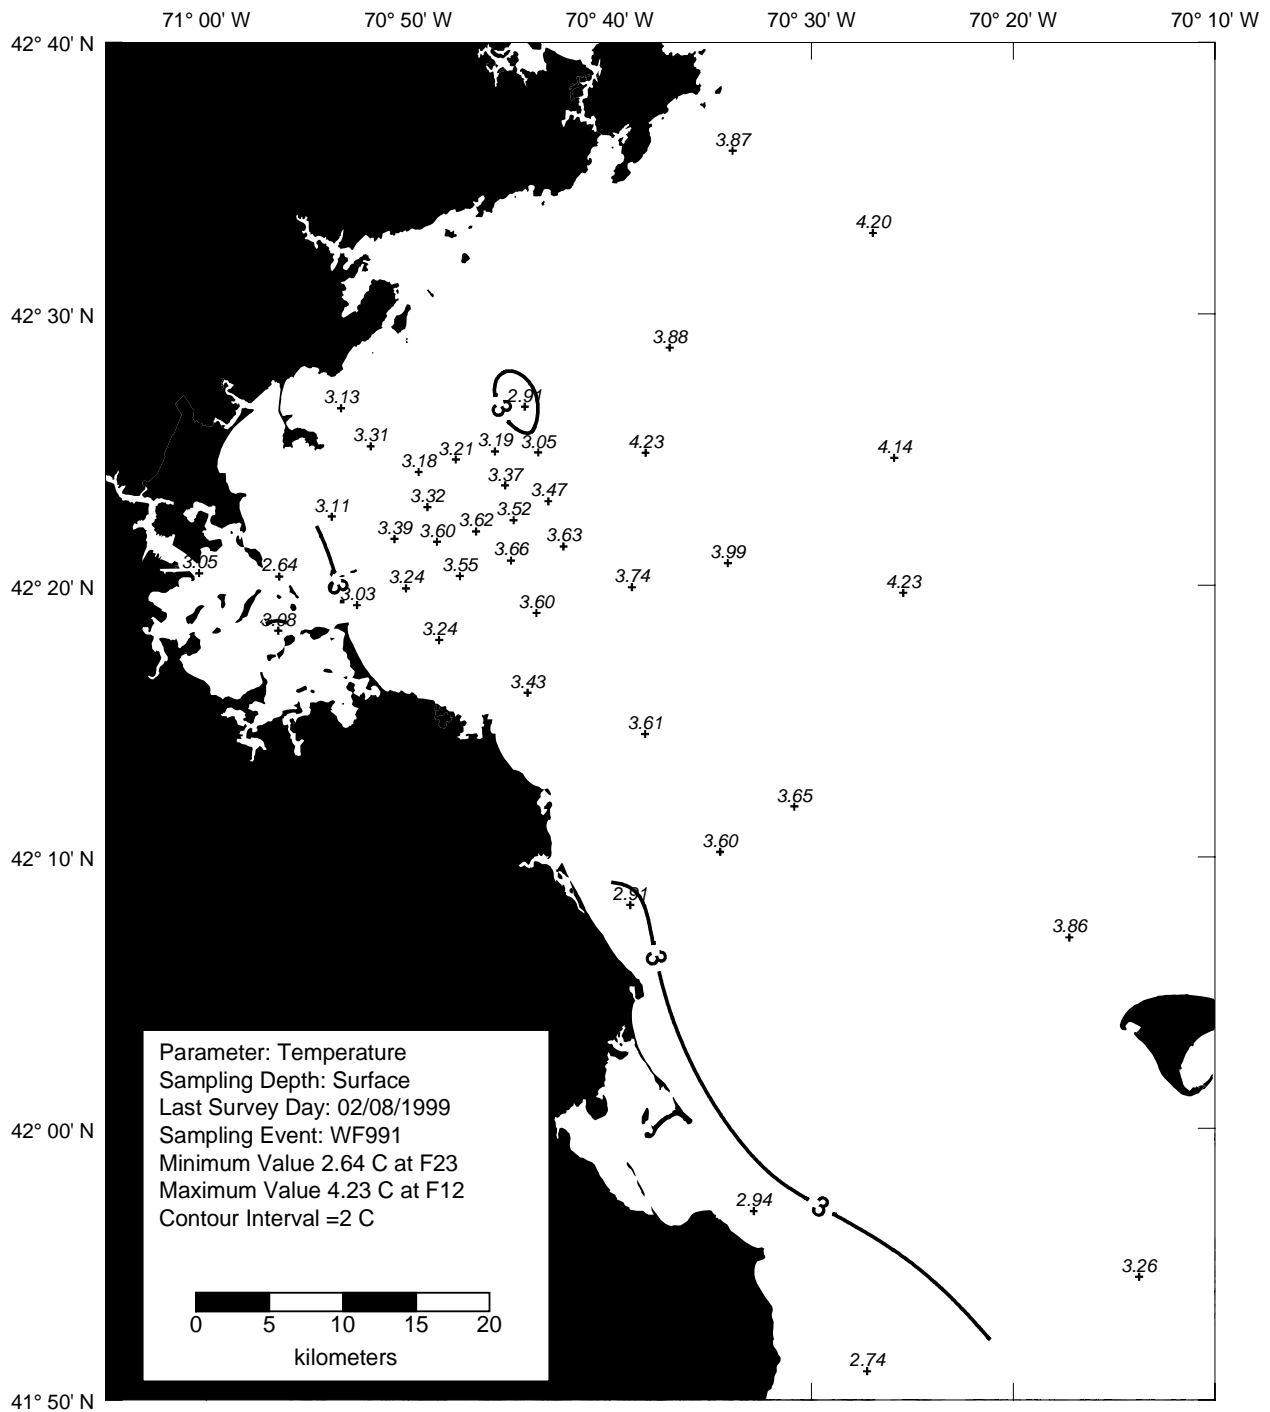 71° 00' W 70° 50' W 70° 40' W 70° 30' W 70° 20' W 70° 10' W
42° 40' N
3.87
4.20
42° 30' N
3.88
2.91
3
3.13
3.31
3.21
3.19
3.05
4.23
4.14
3.18
3.37
3.47
3.32
3.11
3.52
3.39
3.60
3.62
3.63
3.66
3.99
3.05
2.64
3.55
3.74
4.23
42° 20' N
3
3.03
3.24
3.60
3.08
3.24
3.43
3.61
3.65
3.60
42° 10' N
2.91
3.86
3
42° 00' N
2.94
3
3.26
2.74
41° 50' N
Parameter: Temperature
Sampling Depth: Surface
Last Survey Day: 02/08/1999
Sampling Event: WF991
Minimum Value 2.64 C at F23
Maximum Value 4.23 C at F12
Contour Interval =2 C
0 5 10 15 20
kilometers